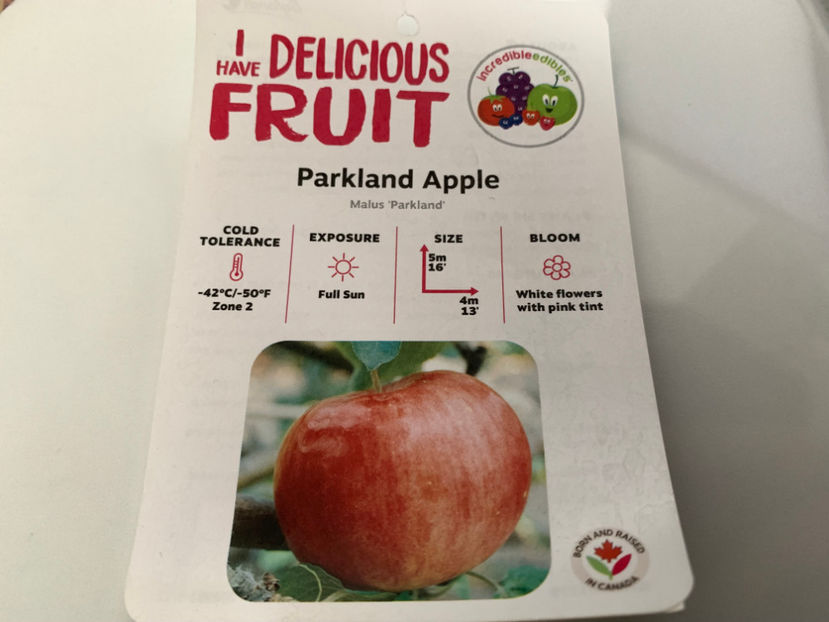 I
HAVE DELICIOUS
FRUIT
incredibleedibles
Parkland Apple
Malus 'Parkland'
COLD
TOLERANCE
-42°C/-50°F
Zone 2
EXPOSURE
Full Sun
SIZE
5m
16'
4m
13'
BLOOM
White flowers
with pink tint
BORN AND RAISED
IN CANADA